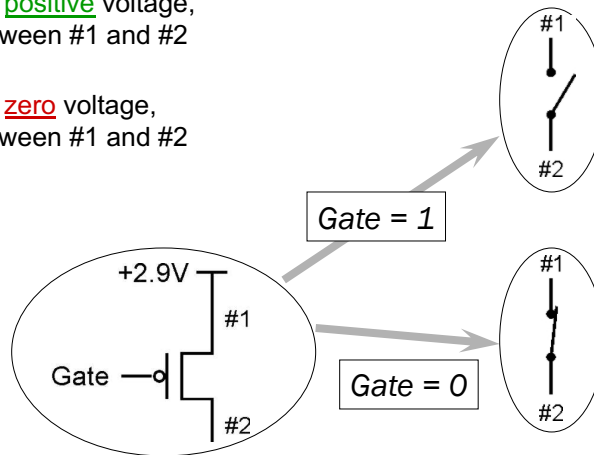 positive voltage,
ween #1 and #2
zero voltage,
ween #1 and #2
#1
#2
Gate = 1
+2.9V
#1
Gate
#2
#1
Gate = 0
#2